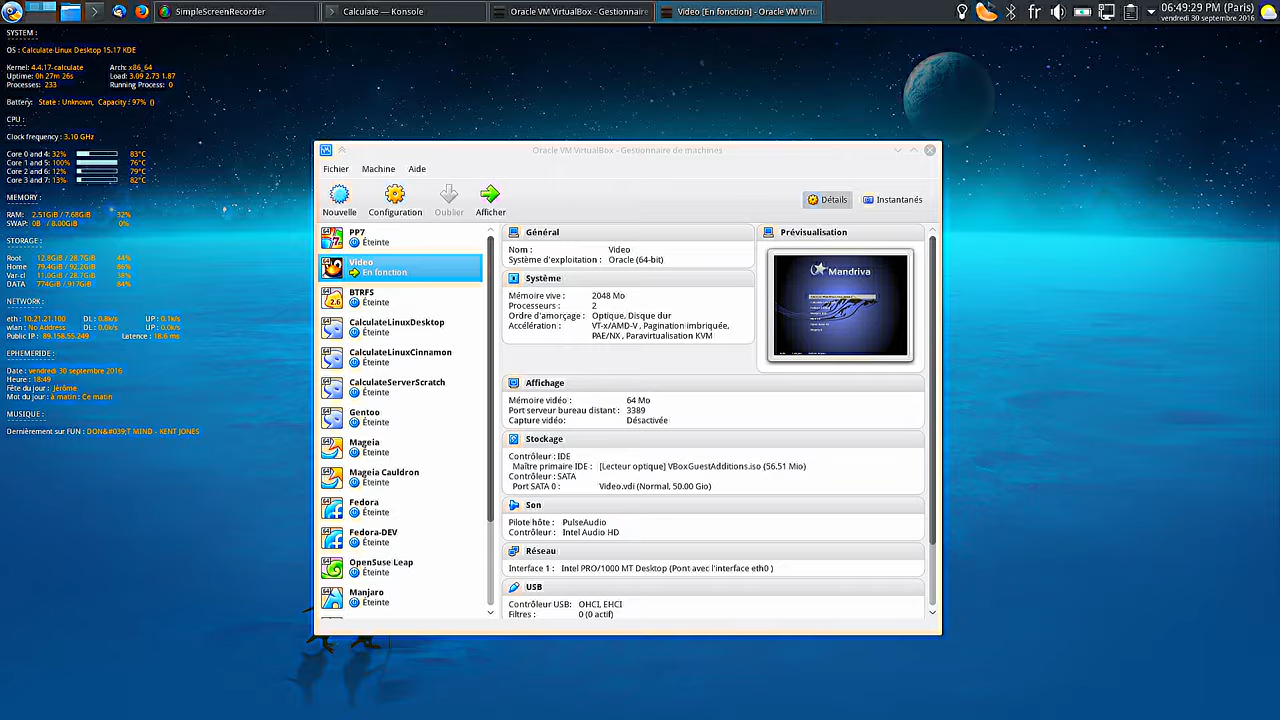 SimpleScreenRecorder
Calculate — Konsole
Oracle VM VirtualBox - Gestionnaire
Video [En fonction] - Oracle VM Virtu
fr
06:49:29 PM (Paris)
vendredi 30 septembre 2016
SYSTEM :
OS : Calculate Linux Desktop 15.17 KDE
Kernel: 4.4.17-calculate Arch: x86_64
Uptime: 0h 27m 26s Load: 3.09 2.73 1.87
Processes: 233 Running Process: 0
Battery: State : Unknown, Capacity : 97% ()
CPU :
Clock frequency : 3.10 GHz
Core 0 and 4: 32% 83°C
Core 1 and 5: 100% 76°C
Core 2 and 6: 12% 79°C
Core 3 and 7: 13% 82°C
MEMORY :
RAM: 2.51GiB / 7.68GiB 32%
SWAP: 0B / 8.00GiB 0%
STORAGE :
Root 12.8GiB / 28.7GiB 44%
Home 79.4GiB / 92.2GiB 86%
Var-cl 11.0GiB / 28.7GiB 38%
DATA 774GiB / 917GiB 84%
NETWORK :
eth : 10.21.21.100 DL : 0.8k/s UP : 0.1k/s
wlan : No Address DL : 0.0k/s UP : 0.0k/s
Public IP : 89.158.55.249 Latence : 18.6 ms
EPHEMERIDE :
Date : vendredi 30 septembre 2016
Heure : 18:49
Fête du jour : Jérôme
Mot du jour : à matin : Ce matin
MUSIQUE :
Dernièrement sur FUN : DON&#039;T MIND - KENT JONES
Oracle VM VirtualBox - Gestionnaire de machines
Fichier Machine Aide
Nouvelle Configuration Oublier Afficher
Détails Instantanés
PP7
Éteinte
Video
En fonction
BTRFS
Éteinte
CalculateLinuxDesktop
Éteinte
CalculateLinuxCinnamon
Éteinte
CalculateServerScratch
Éteinte
Gentoo
Éteinte
Mageia
Éteinte
Mageia Cauldron
Éteinte
Fedora
Éteinte
Fedora-DEV
Éteinte
OpenSuse Leap
Éteinte
Manjaro
Éteinte
Général
Nom : Video
Système d'exploitation : Oracle (64-bit)
Système
Mémoire vive : 2048 Mo
Processeurs : 2
Ordre d'amorçage : Optique, Disque dur
Accélération : VT-x/AMD-V , Pagination imbriquée,
PAE/NX , Paravirtualisation KVM
Prévisualisation
Mandriva
Affichage
Mémoire vidéo : 64 Mo
Port serveur bureau distant : 3389
Capture vidéo: Désactivée
Stockage
Contrôleur : IDE
Maître primaire IDE : [Lecteur optique] VBoxGuestAdditions.iso (56.51 Mio)
Contrôleur : SATA
Port SATA 0 : Video.vdi (Normal, 50.00 Gio)
Son
Pilote hôte : PulseAudio
Contrôleur : Intel Audio HD
Réseau
Interface 1 : Intel PRO/1000 MT Desktop (Pont avec l'interface eth0 )
USB
Contrôleur USB: OHCI, EHCI
Filtres : 0 (0 actif)